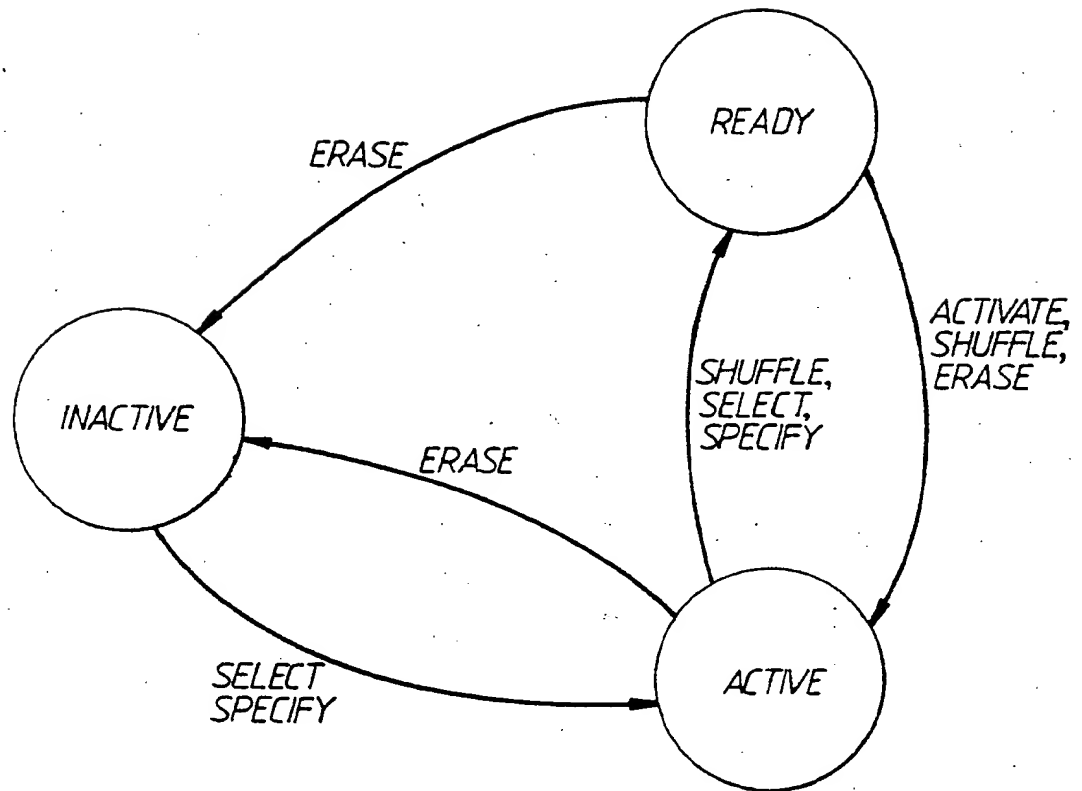 READY
ERASE
ACTIVATE,
SHUFFLE,
ERASE
SHUFFLE,
SELECT,
SPECIFY
INACTIVE
ERASE
SELECT
SPECIFY
ACTIVE